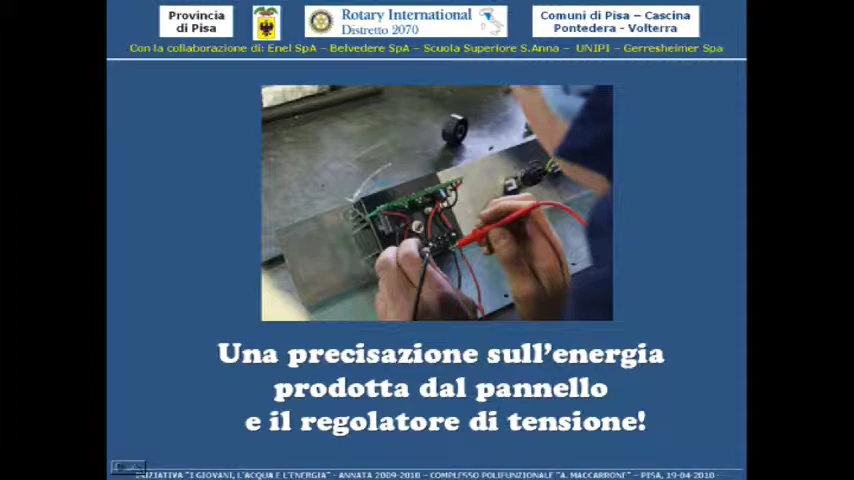 Provincia
di Pisa
Rotary International
Distretto 2070
Comuni di Pisa – Cascina
Pontedera - Volterra
Con la collaborazione di: Enel SpA – Belvedere SpA – Scuola Superiore S.Anna – UNIPI – Gerresheimer Spa
Una precisazione sull'energia
prodotta dal pannello
e il regolatore di tensione!
INIZIATIVA "I GIOVANI, L'ACQUA E L'ENERGIA" - ANNATA 2009-2010 – COMPLESSO POLIFUNZIONALE "A. MACCARRONE" – PISA, 19-04-2010 -